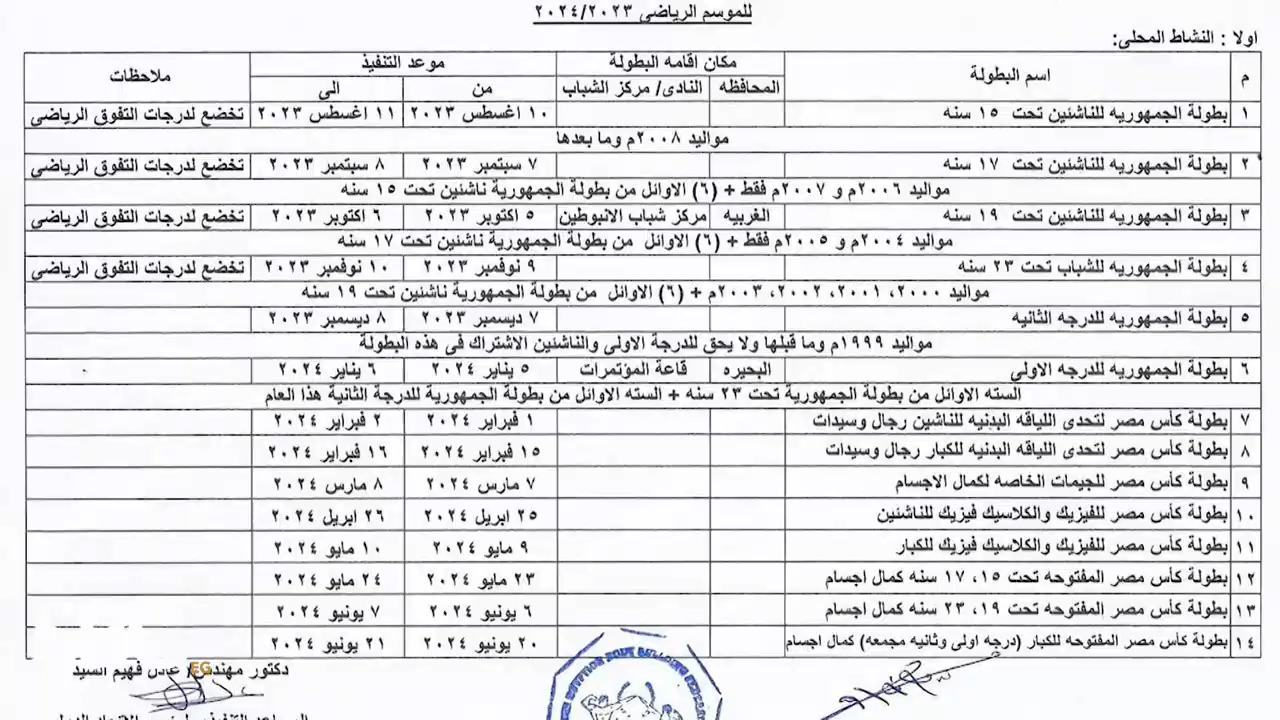 للموسم الرياضى ٢٠٢٤/٢٠٢٣
اولا : النشاط المحلى:
م اسم البطولة مكان اقامه البطولة موعد التنفيذ ملاحظات
المحافظه النادى/ مركز الشباب من الى
١ بطولة الجمهوريه للناشئين تحت ١٥ سنه ١٠ اغسطس ٢٠٢٣ ١١ اغسطس ٢٠٢٣ تخضع لدرجات التفوق الرياضى
مواليد ٢٠٠٨م وما بعدها
٢ بطولة الجمهوريه للناشئين تحت ١٧ سنه ٧ سبتمبر ٢٠٢٣ ٨ سبتمبر ٢٠٢٣ تخضع لدرجات التفوق الرياضى
مواليد ٢٠٠٦م و ٢٠٠٧م فقط + (٦) الاوائل من بطولة الجمهورية ناشئين تحت ١٥ سنه
٣ بطولة الجمهوريه للناشئين تحت ١٩ سنه الغربيه مركز شباب الانبوطين ٥ اكتوبر ٢٠٢٣ ٦ اكتوبر ٢٠٢٣ تخضع لدرجات التفوق الرياضى
مواليد ٢٠٠٤م و ٢٠٠٥م فقط + (٦) الاوائل من بطولة الجمهورية ناشئين تحت ١٧ سنه
٤ بطولة الجمهوريه للشباب تحت ٢٣ سنه ٩ نوفمبر ٢٠٢٣ ١٠ نوفمبر ٢٠٢٣ تخضع لدرجات التفوق الرياضى
مواليد ٢٠٠٠، ٢٠٠١، ٢٠٠٢، ٢٠٠٣م + (٦) الاوائل من بطولة الجمهورية ناشئين تحت ١٩ سنه
٥ بطولة الجمهوريه للدرجه الثانيه ٧ ديسمبر ٢٠٢٣ ٨ ديسمبر ٢٠٢٣
مواليد ١٩٩٩م وما قبلها ولا يحق للدرجة الاولى والناشئين الاشتراك فى هذه البطولة
٦ بطولة الجمهوريه للدرجه الاولى البحيره قاعة المؤتمرات ٥ يناير ٢٠٢٤ ٦ يناير ٢٠٢٤
السته الاوائل من بطولة الجمهورية تحت ٢٣ سنه + السته الاوائل من بطولة الجمهورية للدرجة الثانية هذا العام
٧ بطولة كأس مصر لتحدى اللياقه البدنيه للناشين رجال وسيدات ١ فبراير ٢٠٢٤ ٢ فبراير ٢٠٢٤
٨ بطولة كأس مصر لتحدى اللياقه البدنيه للكبار رجال وسيدات ١٥ فبراير ٢٠٢٤ ١٦ فبراير ٢٠٢٤
٩ بطولة كأس مصر للجيمات الخاصه لكمال الاجسام ٧ مارس ٢٠٢٤ ٨ مارس ٢٠٢٤
١٠ بطولة كأس مصر للفيزيك والكلاسيك فيزيك للناشئين ٢٥ ابريل ٢٠٢٤ ٢٦ ابريل ٢٠٢٤
١١ بطولة كأس مصر للفيزيك والكلاسيك فيزيك للكبار ٩ مايو ٢٠٢٤ ١٠ مايو ٢٠٢٤
١٢ بطولة كأس مصر المفتوحه تحت ١٥، ١٧ سنه كمال اجسام ٢٣ مايو ٢٠٢٤ ٢٤ مايو ٢٠٢٤
١٣ بطولة كأس مصر المفتوحه تحت ١٩، ٢٣ سنه كمال اجسام ٦ يونيو ٢٠٢٤ ٧ يونيو ٢٠٢٤
١٤ بطولة كأس مصر المفتوحه للكبار (درجه اولى وثانيه مجمعه) كمال اجسام ٢٠ يونيو ٢٠٢٤ ٢١ يونيو ٢٠٢٤
EGYPTIAN BODY BUILDING
دكتور مهندس/ عادل فهيم السيد
EG